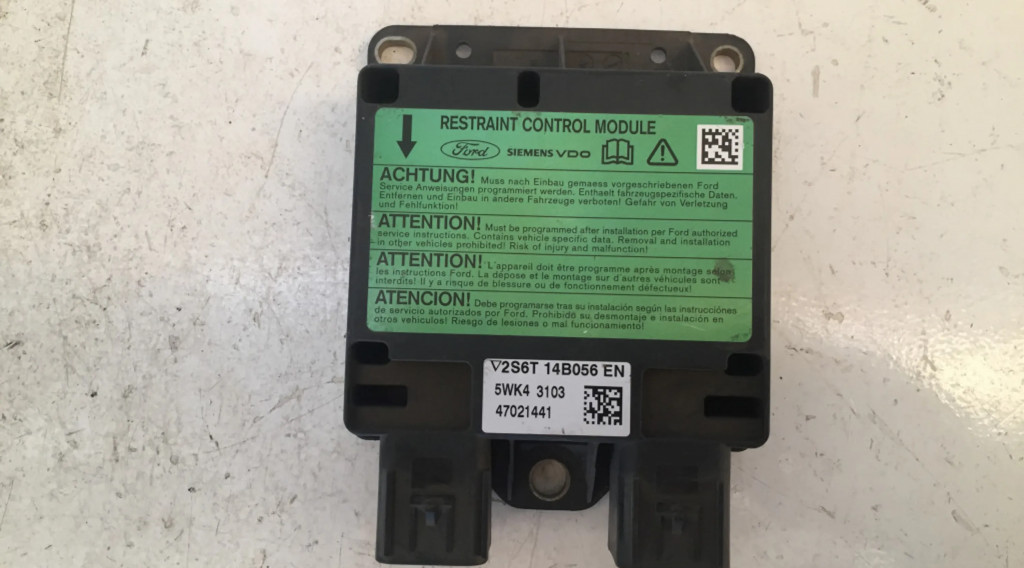 RESTRAINT CONTROL MODULE
Ford SIEMENS VDO
ACHTUNG! Muss nach Einbau gemaess vorgeschriebenen Ford
Service Anweisungen programmiert werden. Enthaelt fahrzeugspezifische Daten.
Entfernen und Einbau in andere Fahrzeuge verboten! Gefahr von Verletzung
und Fehlfunktion!
ATTENTION! Must be programmed after installation per Ford authorized
service instructions. Contains vehicle specific data. Removal and installation
in other vehicles prohibited! Risk of injury and malfunction!
ATTENTION! L'appareil doit être programme après montage selon
les instructions Ford. La dépose et le montage sur d'autres véhicules sont
interdits! Il y a risque de blessure ou de fonctionnement défectueux!
ATENCION! Debe programarse tras su instalación según las instrucciónes
de servicio autorizados por Ford. Prohibido su desmontaje e instalación en
otros vehiculos! Riesgo de lesiones o mal funcionamiento!
2S6T 14B056 EN
5WK4 3103
47021441